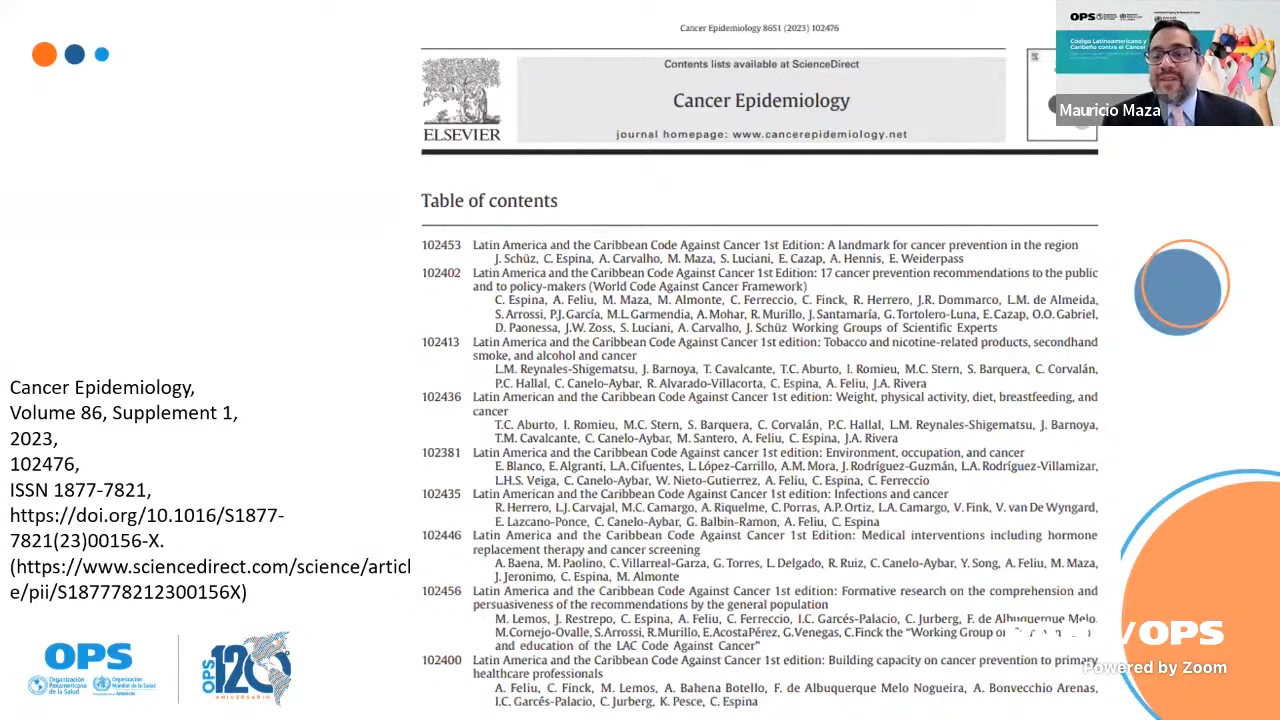 Cancer Epidemiology 86S1 (2023) 102476
Contents lists available at ScienceDirect
Cancer Epidemiology
journal homepage: www.cancerepidemiology.net
ELSEVIER
OPS
Código Latinoamericano y
Caribeño contra el Cáncer
Mauricio Maza
Table of contents
102453 Latin America and the Caribbean Code Against Cancer 1st Edition: A landmark for cancer prevention in the region
J. Schüz, C. Espina, A. Carvalho, M. Maza, S. Luciani, E. Cazap, A. Hennis, E. Weiderpass
102402 Latin America and the Caribbean Code Against Cancer 1st Edition: 17 cancer prevention recommendations to the public
and to policy-makers (World Code Against Cancer Framework)
C. Espina, A. Feliu, M. Maza, M. Almonte, C. Ferreccio, C. Finck, R. Herrero, J.R. Dommarco, L.M. de Almeida,
S. Arrossi, P.J. García, M.L. Garmendia, A. Mohar, R. Murillo, J. Santamaría, G. Tortolero-Luna, E. Cazap, O.O. Gabriel,
D. Paonessa, J.W. Zoss, S. Luciani, A. Carvalho, J. Schüz Working Groups of Scientific Experts
102413 Latin America and the Caribbean Code Against Cancer 1st edition: Tobacco and nicotine-related products, secondhand
smoke, and alcohol and cancer
L.M. Reynales-Shigematsu, J. Barnoya, T. Cavalcante, T.C. Aburto, I. Romieu, M.C. Stern, S. Barquera, C. Corvalán,
P.C. Hallal, C. Canelo-Aybar, R. Alvarado-Villacorta, C. Espina, A. Feliu, J.A. Rivera
102436 Latin American and the Caribbean Code Against Cancer 1st edition: Weight, physical activity, diet, breastfeeding, and
cancer
T.C. Aburto, I. Romieu, M.C. Stern, S. Barquera, C. Corvalán, P.C. Hallal, L.M. Reynales-Shigematsu, J. Barnoya,
T.M. Cavalcante, C. Canelo-Aybar, M. Santero, A. Feliu, C. Espina, J.A. Rivera
102381 Latin America and the Caribbean Code against cancer 1st edition: Environment, occupation, and cancer
E. Blanco, E. Algranti, L.A. Cifuentes, L. López-Carrillo, A.M. Mora, J. Rodríguez-Guzmán, L.A. Rodríguez-Villamizar,
L.H.S. Veiga, C. Canelo-Aybar, W. Nieto-Gutierrez, A. Feliu, C. Espina, C. Ferreccio
102435 Latin American and the Caribbean Code Against Cancer 1st edition: Infections and cancer
R. Herrero, L.J. Carvajal, M.C. Camargo, A. Riquelme, C. Porras, A.P. Ortiz, L.A. Camargo, V. Fink, V. van De Wyngard,
E. Lazcano-Ponce, C. Canelo-Aybar, G. Balbin-Ramon, A. Feliu, C. Espina
102446 Latin America and the Caribbean Code Against Cancer 1st Edition: Medical interventions including hormone
replacement therapy and cancer screening
A. Baena, M. Paolino, C. Villarreal-Garza, G. Torres, L. Delgado, R. Ruiz, C. Canelo-Aybar, Y. Song, A. Feliu, M. Maza,
J. Jeronimo, C. Espina, M. Almonte
102456 Latin America and the Caribbean Code Against Cancer 1st edition: Formative research on the comprehension and
persuasiveness of the recommendations by the general population
M. Lemos, J. Restrepo, C. Espina, A. Feliu, C. Ferreccio, I.C. Garcés-Palacio, C. Jurberg, F. de Albuquerque Melo,
M. Cornejo-Ovalle, S. Arrossi, R. Murillo, E. AcostaPérez, G. Venegas, C. Finck the "Working Group on
and education of the LAC Code Against Cancer"
102400 Latin America and the Caribbean Code Against Cancer 1st edition: Building capacity on cancer prevention to primary
healthcare professionals
A. Feliu, C. Finck, M. Lemos, A. Bahena Botello, F. de Albuquerque Melo Nogueira, A. Bonvecchio Arenas,
I.C. Garcés-Palacio, C. Jurberg, K. Pesce, C. Espina
Cancer Epidemiology,
Volume 86, Supplement 1,
2023,
102476,
ISSN 1877-7821,
https://doi.org/10.1016/S1877-
7821(23)00156-X.
(https://www.sciencedirect.com/science/articl
e/pii/S187778212300156X)
OPS
Organización
Panamericana
de la Salud
Organización
Mundial de la Salud
OPS
120
ANIVERSARIO
/OPS
Powered by Zoom